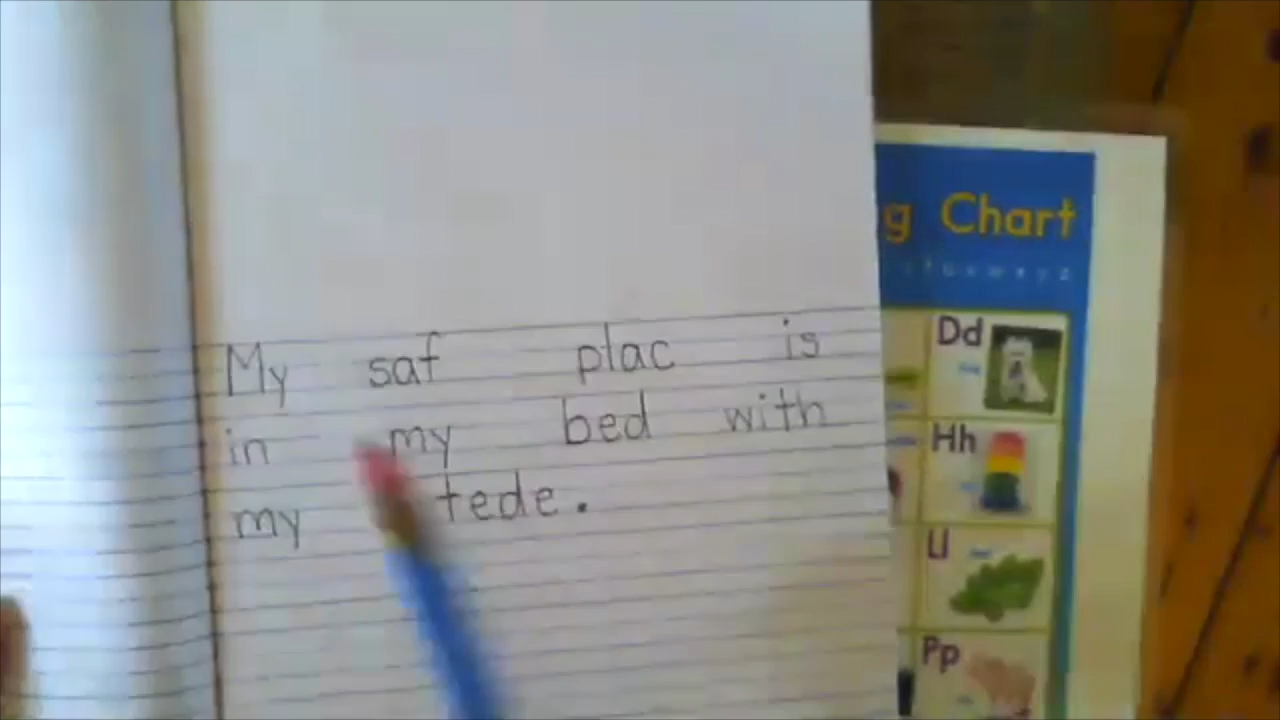 My saf plac is
in my bed with
my tede.
g Chart
Dd
Hh
Ll
Pp